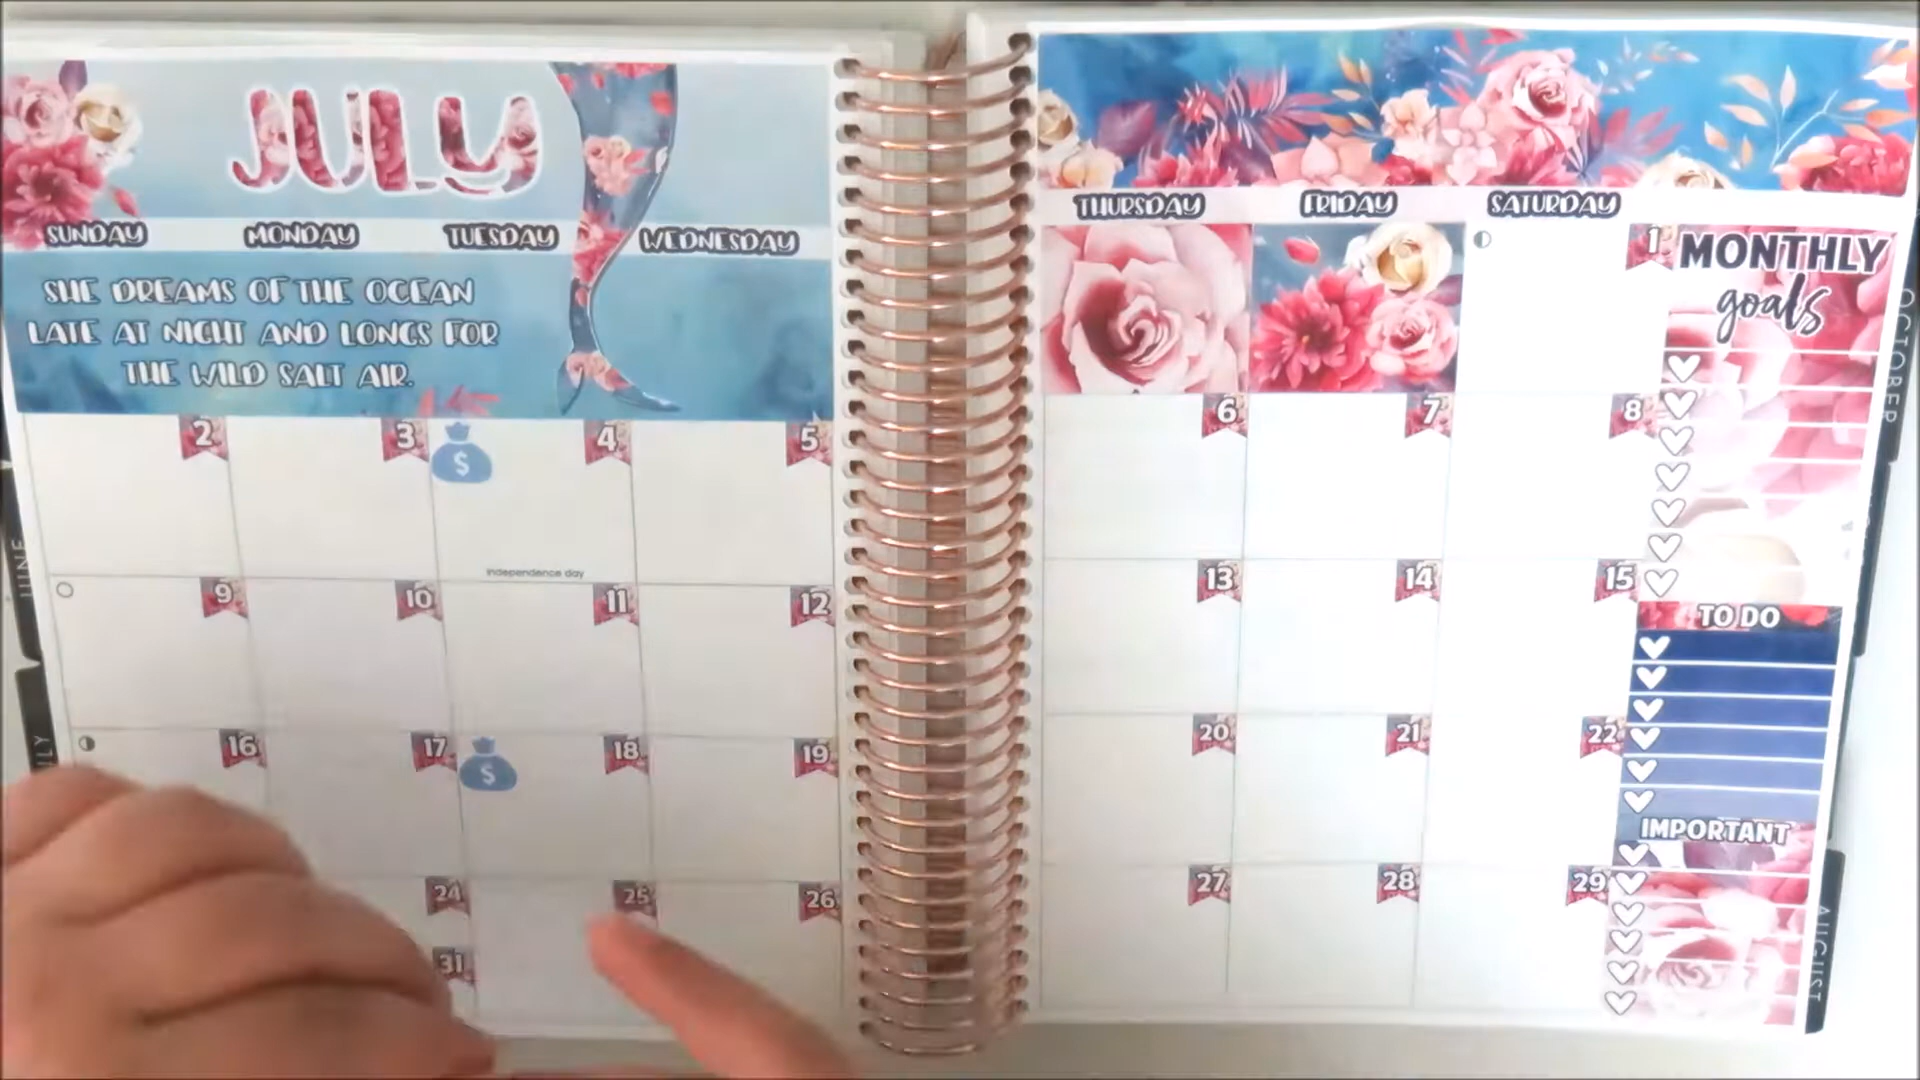 JULY
SUNDAY MONDAY TUESDAY WEDNESDAY
SHE DREAMS OF THE OCEAN
LATE AT NIGHT AND LONGS FOR
THE WILD SALT AIR.
2 3 4 5
$
independence day
9 10 11 12
16 17 18 19
$
24 25 26
31
JUNE
THURSDAY FRIDAY SATURDAY
1
MONTHLY
goals
6 7 8
13 14 15
TO DO
20 21 22
IMPORTANT
27 28 29
OCTOBER
AUGUST